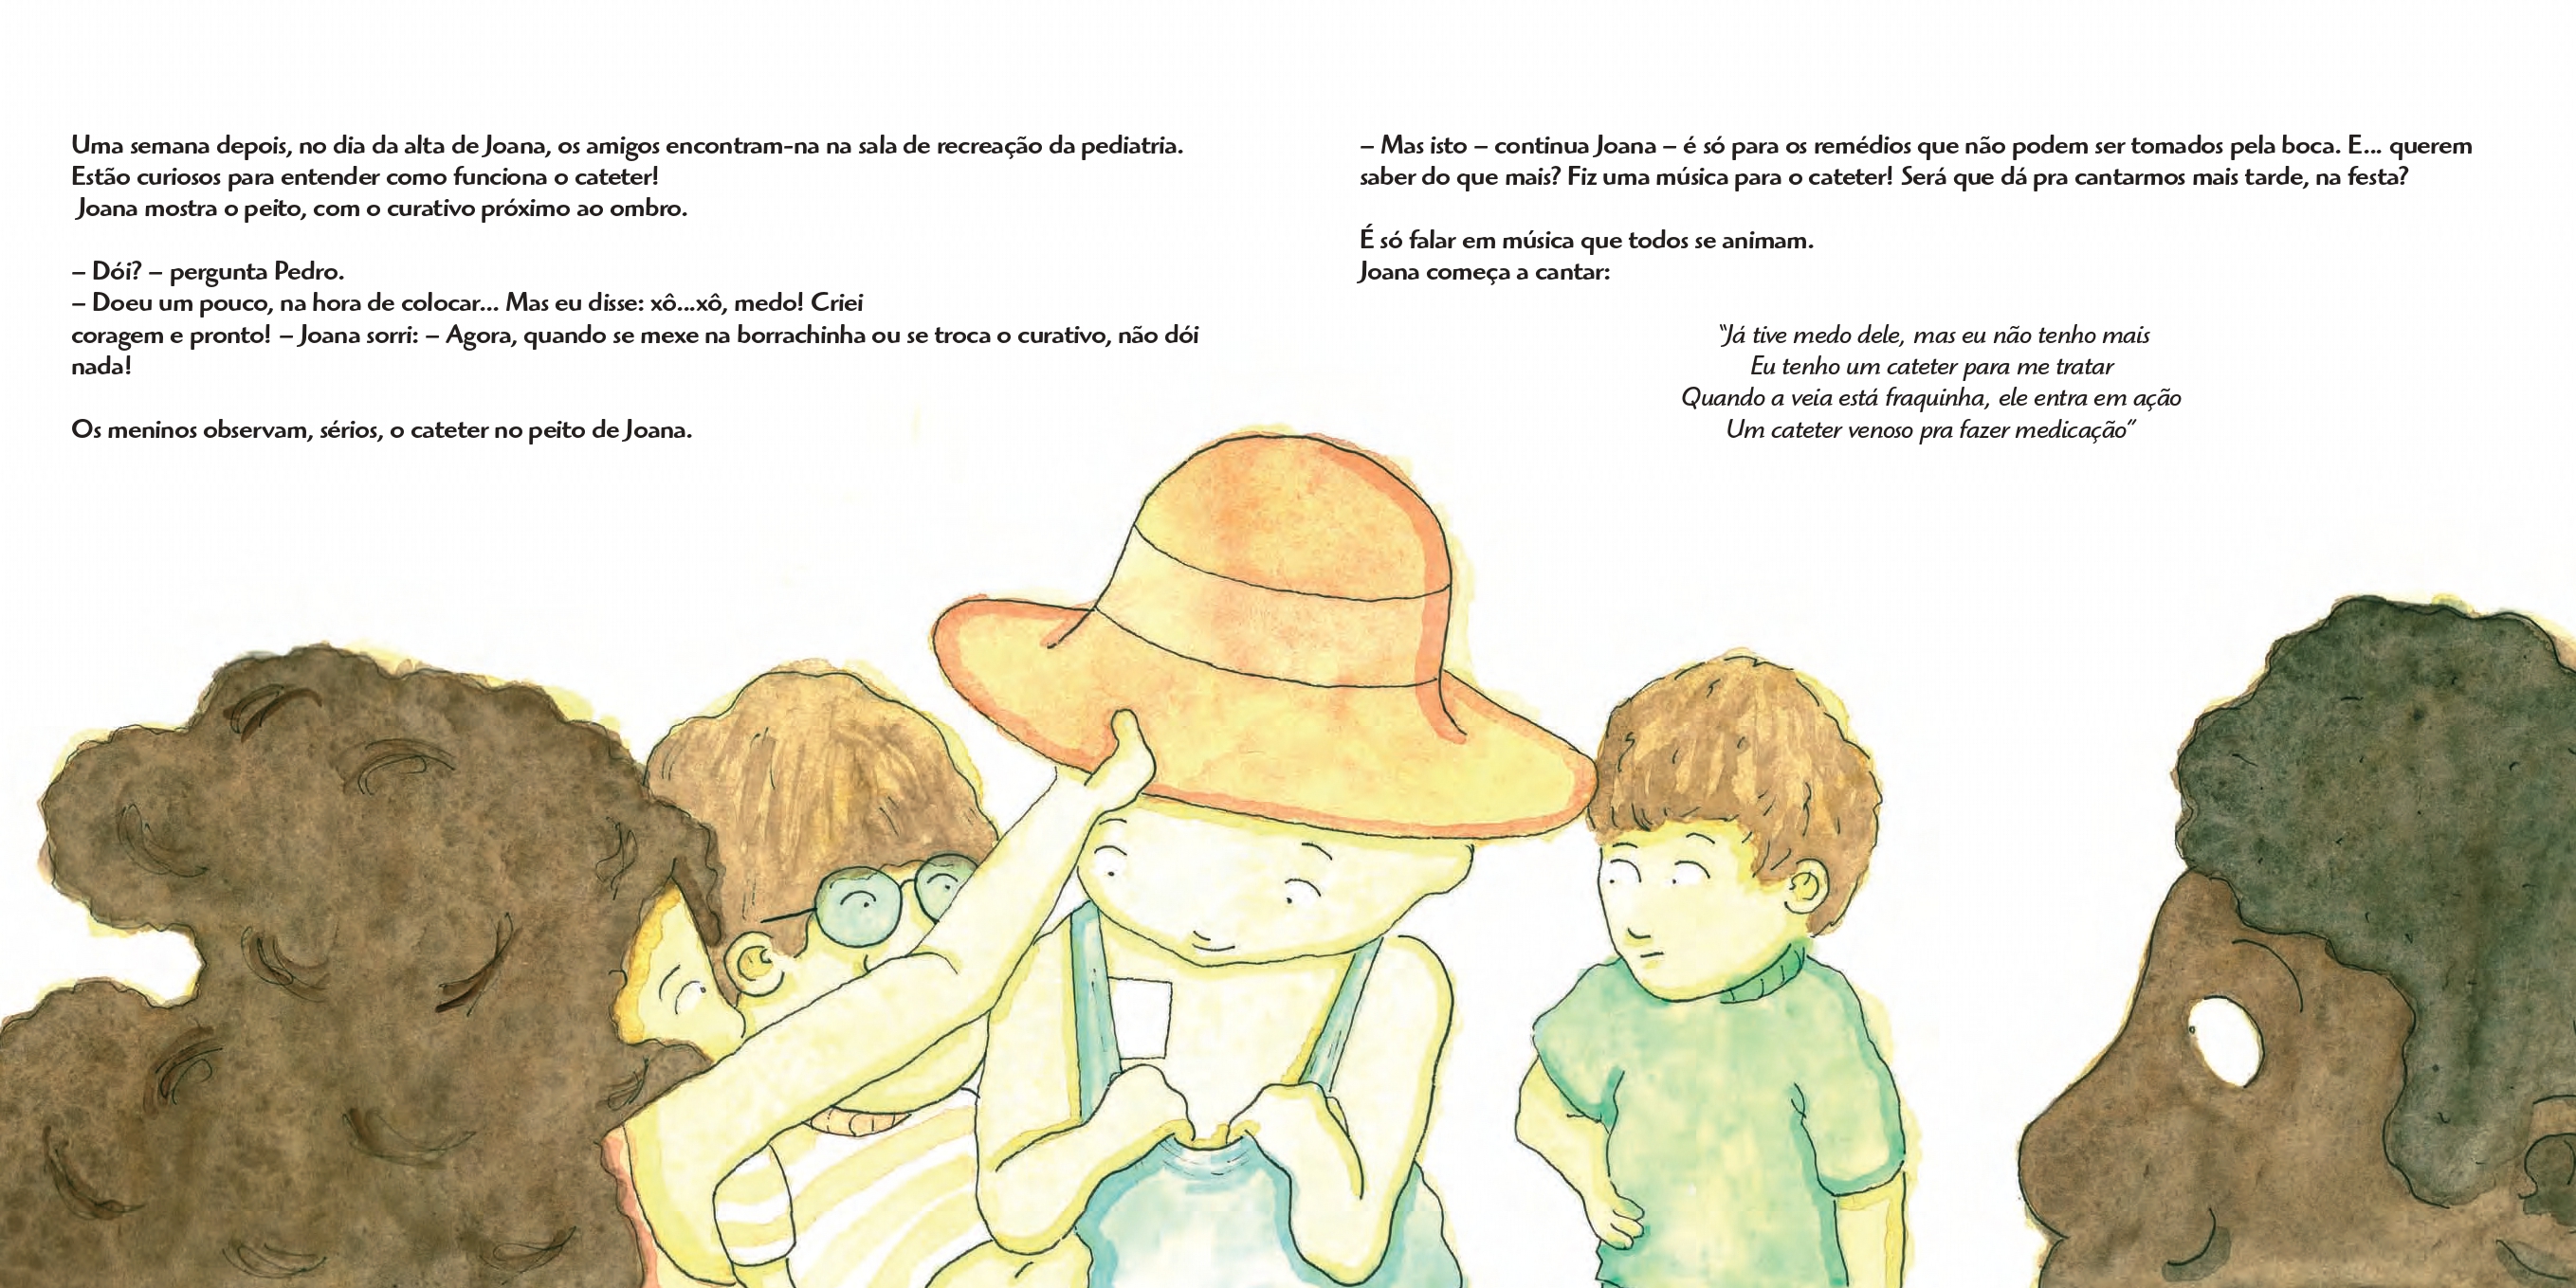 Uma semana depois, no dia da alta de Joana, os amigos encontram-na na sala de recreação da pediatria.
Estão curiosos para entender como funciona o cateter!
Joana mostra o peito, com o curativo próximo ao ombro.
– Dói? – pergunta Pedro.
– Doeu um pouco, na hora de colocar... Mas eu disse: xô...xô, medo! Criei
coragem e pronto! – Joana sorri: – Agora, quando se mexe na borrachinha ou se troca o curativo, não dói
nada!
Os meninos observam, sérios, o cateter no peito de Joana.
– Mas isto – continua Joana – é só para os remédios que não podem ser tomados pela boca. E... querem
saber do que mais? Fiz uma música para o cateter! Será que dá pra cantarmos mais tarde, na festa?
É só falar em música que todos se animam.
Joana começa a cantar:
“Já tive medo dele, mas eu não tenho mais
Eu tenho um cateter para me tratar
Quando a veia está fraquinha, ele entra em ação
Um cateter venoso pra fazer medicação”